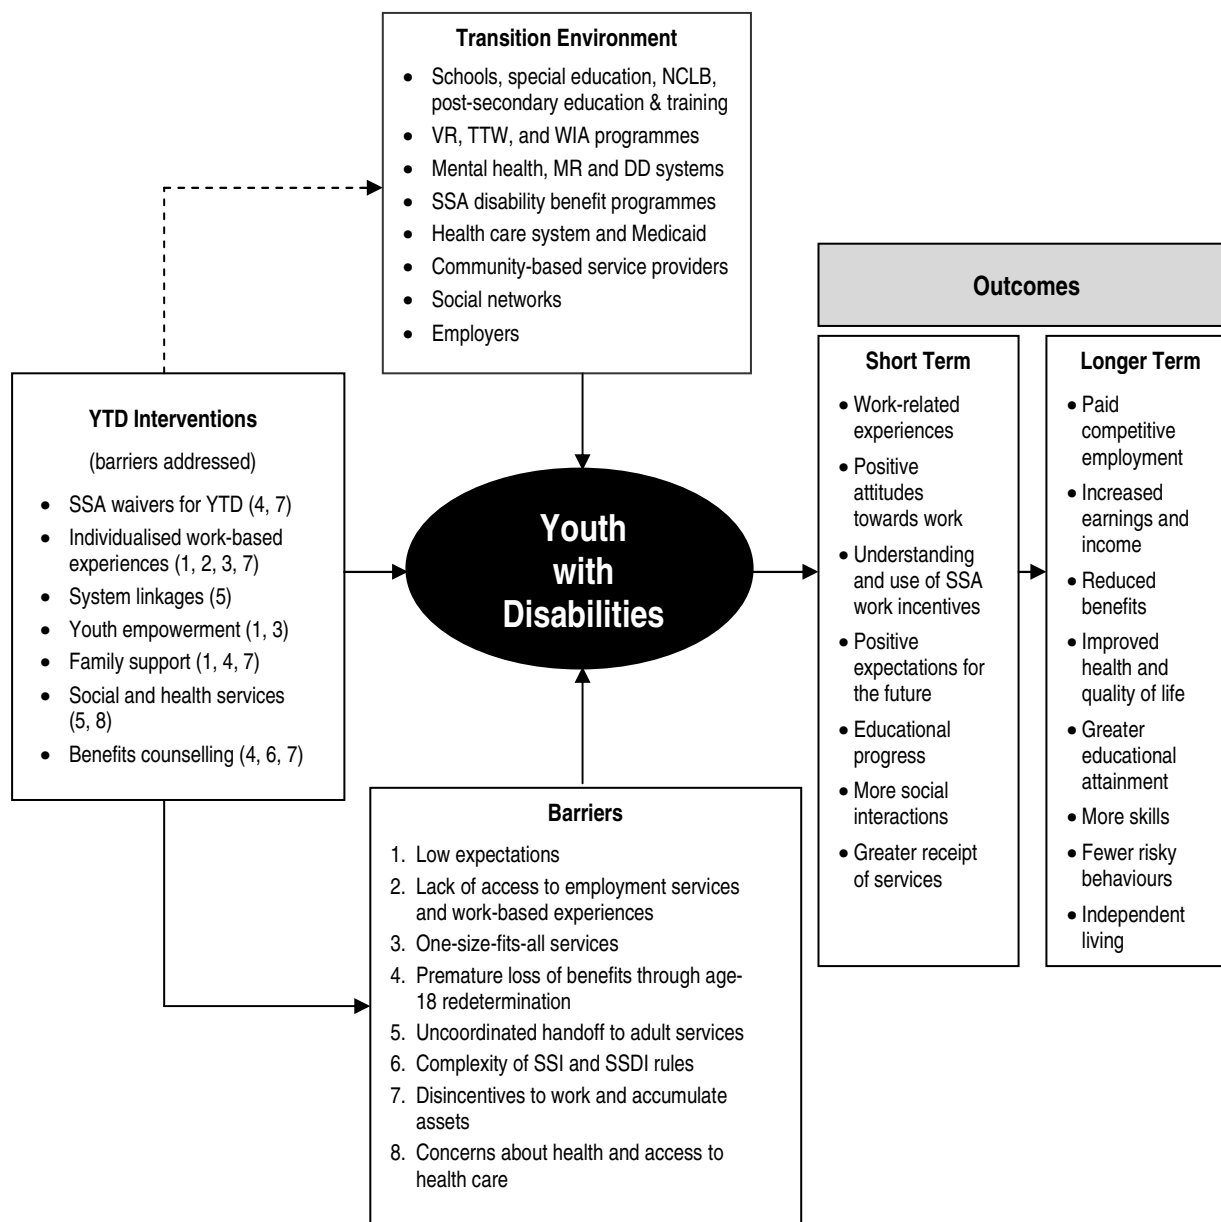 Transition Environment
• Schools, special education, NCLB,
post-secondary education & training
• VR, TTW, and WIA programmes
• Mental health, MR and DD systems
• SSA disability benefit programmes
• Health care system and Medicaid
• Community-based service providers
• Social networks
• Employers
YTD Interventions
(barriers addressed)
• SSA waivers for YTD (4, 7)
• Individualised work-based
experiences (1, 2, 3, 7)
• System linkages (5)
• Youth empowerment (1, 3)
• Family support (1, 4, 7)
• Social and health services
(5, 8)
• Benefits counselling (4, 6, 7)
Youth
with
Disabilities
Barriers
1. Low expectations
2. Lack of access to employment services
and work-based experiences
3. One-size-fits-all services
4. Premature loss of benefits through age-
18 redetermination
5. Uncoordinated handoff to adult services
6. Complexity of SSI and SSDI rules
7. Disincentives to work and accumulate
assets
8. Concerns about health and access to
health care
Outcomes
Short Term
• Work-related
experiences
• Positive
attitudes
towards work
• Understanding
and use of SSA
work incentives
• Positive
expectations for
the future
• Educational
progress
• More social
interactions
• Greater receipt
of services
Longer Term
• Paid
competitive
employment
• Increased
earnings and
income
• Reduced
benefits
• Improved
health and
quality of life
• Greater
educational
attainment
• More skills
• Fewer risky
behaviours
• Independent
living